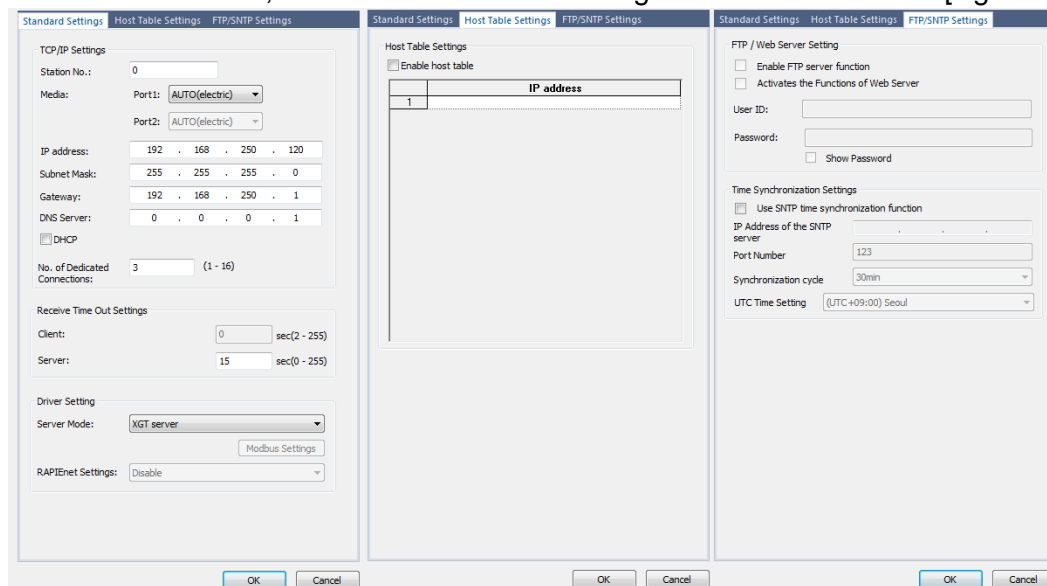 Standard Settings Host Table Settings FTP/SNTP Settings
TCP/IP Settings
Station No.: 0
Media: Port1: AUTO(electric)
Port2: AUTO(electric)
IP address: 192 . 168 . 250 . 120
Subnet Mask: 255 . 255 . 255 . 0
Gateway: 192 . 168 . 250 . 1
DNS Server: 0 . 0 . 0 . 1
DHCP
No. of Dedicated Connections: 3 (1 - 16)
Receive Time Out Settings
Client: 0 sec(2 - 255)
Server: 15 sec(0 - 255)
Driver Setting
Server Mode: XGT server
Modbus Settings
RAPIEnet Settings: Disable
OK Cancel
Standard Settings Host Table Settings FTP/SNTP Settings
Host Table Settings
Enable host table
IP address
1
OK Cancel
Standard Settings Host Table Settings FTP/SNTP Settings
FTP / Web Server Setting
Enable FTP server function
Activates the Functions of Web Server
User ID:
Password:
Show Password
Time Synchronization Settings
Use SNTP time synchronization function
IP Address of the SNTP
server . . .
Port Number 123
Synchronization cycle 30min
UTC Time Setting (UTC+09:00) Seoul
OK Cancel